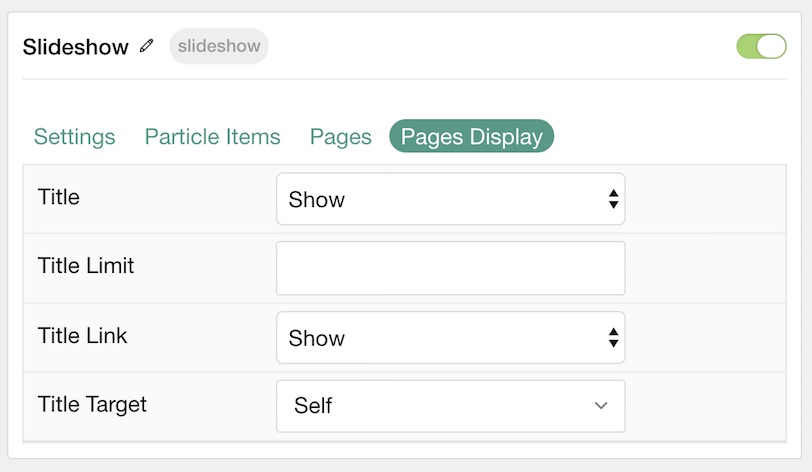 Slideshow slideshow
Settings Particle Items Pages Pages Display
Title Show
Title Limit
Title Link Show
Title Target Self